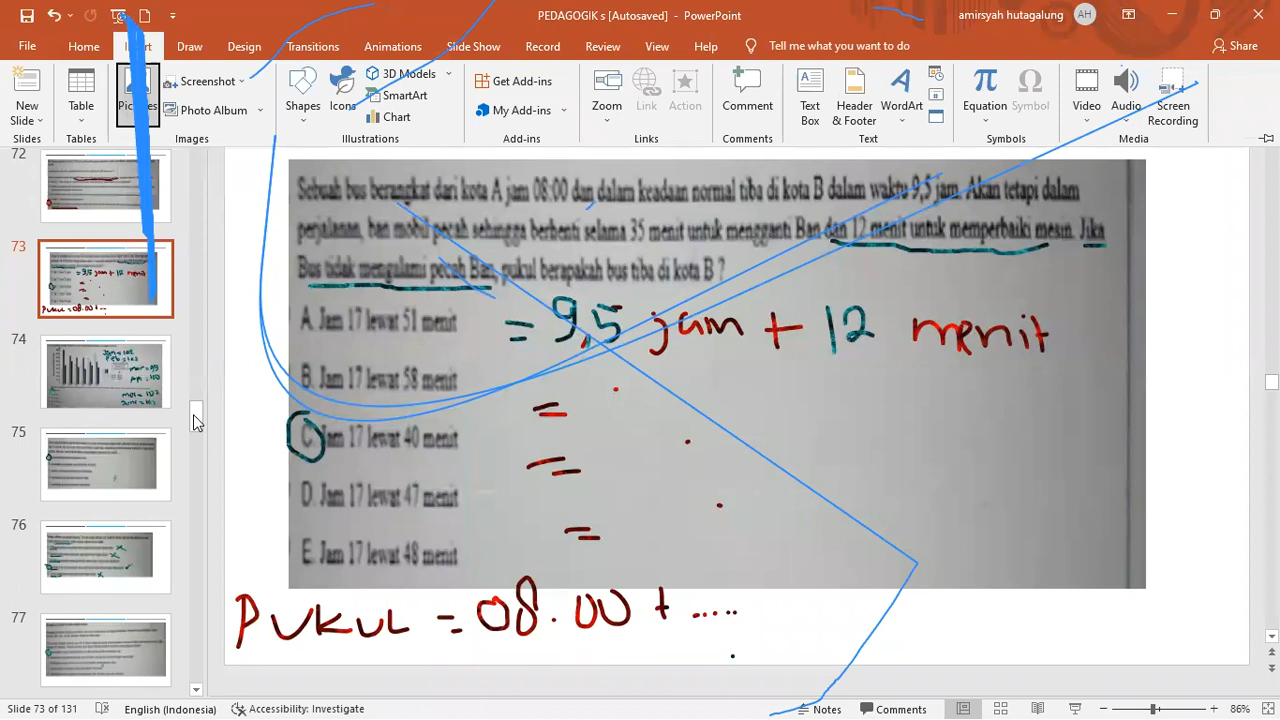 PEDAGOGIK s [Autosaved] - PowerPoint
amirsyah hutagalung
AH
File
Home
Insert
Draw
Design
Transitions
Animations
Slide Show
Record
Review
View
Help
Tell me what you want to do
Share
New Slide
Table
Pictures
Screenshot
Photo Album
Shapes
Icons
3D Models
SmartArt
Chart
Get Add-ins
My Add-ins
Zoom
Link
Action
Comment
Text Box
Header & Footer
WordArt
Equation
Symbol
Video
Audio
Screen Recording
Slides
Tables
Images
Illustrations
Add-ins
Links
Comments
Text
Symbols
Media
72
73
74
75
76
77
Sebuah bus berangkat dari kota A jam 08:00 dan dalam keadaan normal tiba di kota B dalam waktu 9,5 jam. Akan tetapi dalam
perjalanan, ban mobil pecah sehingga berhenti selama 35 menit untuk mengganti Ban dan 12 menit untuk memperbaiki mesin. Jika
Bus tidak mengalami pecah Ban, pukul berapakah bus tiba di kota B ?
A. Jam 17 lewat 51 menit
= 9,5 jam + 12 menit
B. Jam 17 lewat 58 menit
=
C. Jam 17 lewat 40 menit
=
D. Jam 17 lewat 47 menit
=
E. Jam 17 lewat 48 menit
Pukul = 08.00 + .....
Slide 73 of 131
English (Indonesia)
Accessibility: Investigate
Notes
Comments
86%